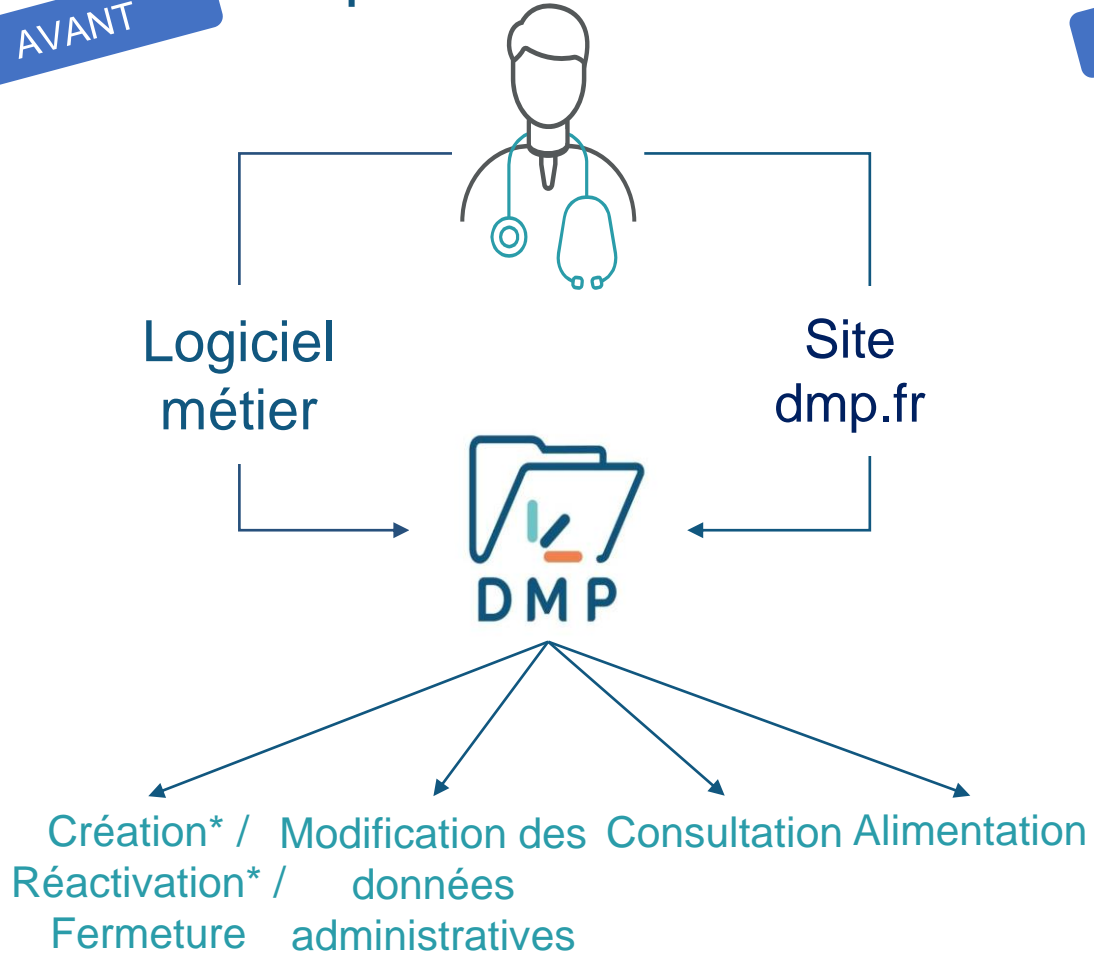 AVANT
Logiciel
métier
Site
dmp.fr
DMP
Création* /
Réactivation* /
Fermeture
Modification des
données
administratives
Consultation
Alimentation